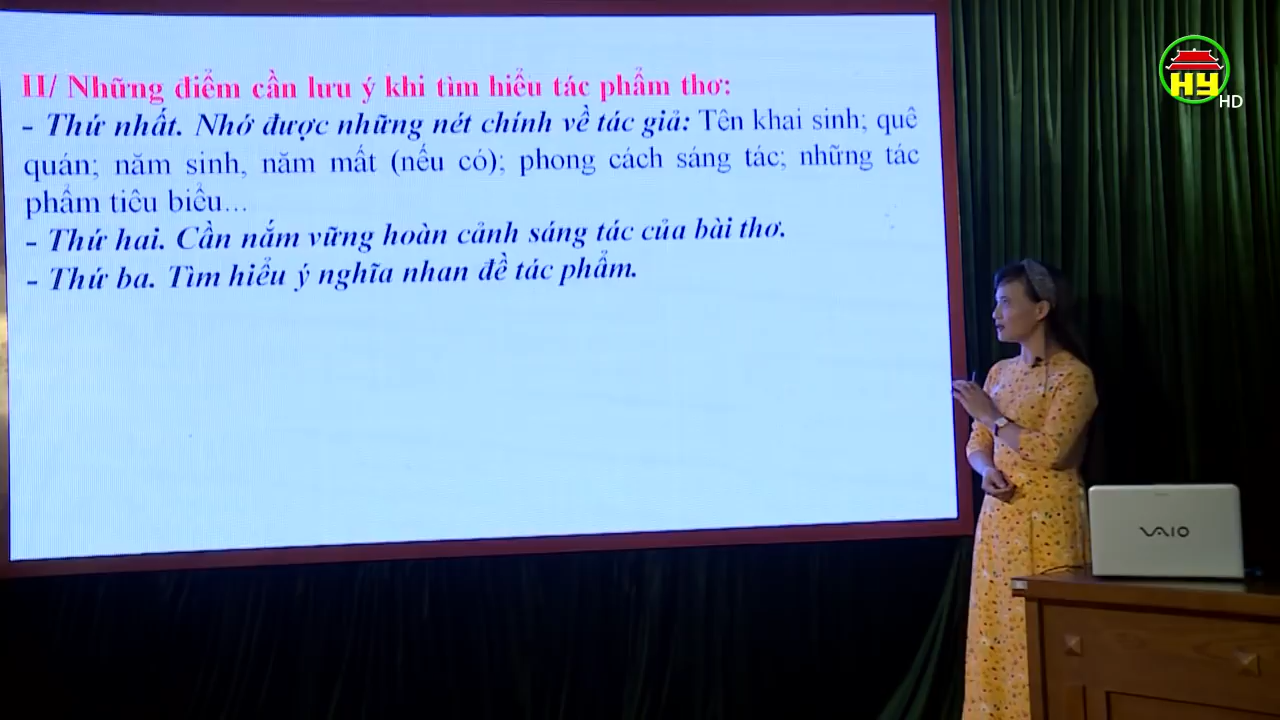 II/ Những điểm cần lưu ý khi tìm hiểu tác phẩm thơ:
- Thứ nhất. Nhớ được những nét chính về tác giả: Tên khai sinh; quê
quán; năm sinh, năm mất (nếu có); phong cách sáng tác; những tác
phẩm tiêu biểu...
- Thứ hai. Cần nắm vững hoàn cảnh sáng tác của bài thơ.
- Thứ ba. Tìm hiểu ý nghĩa nhan đề tác phẩm.
HY
HD
VAIO